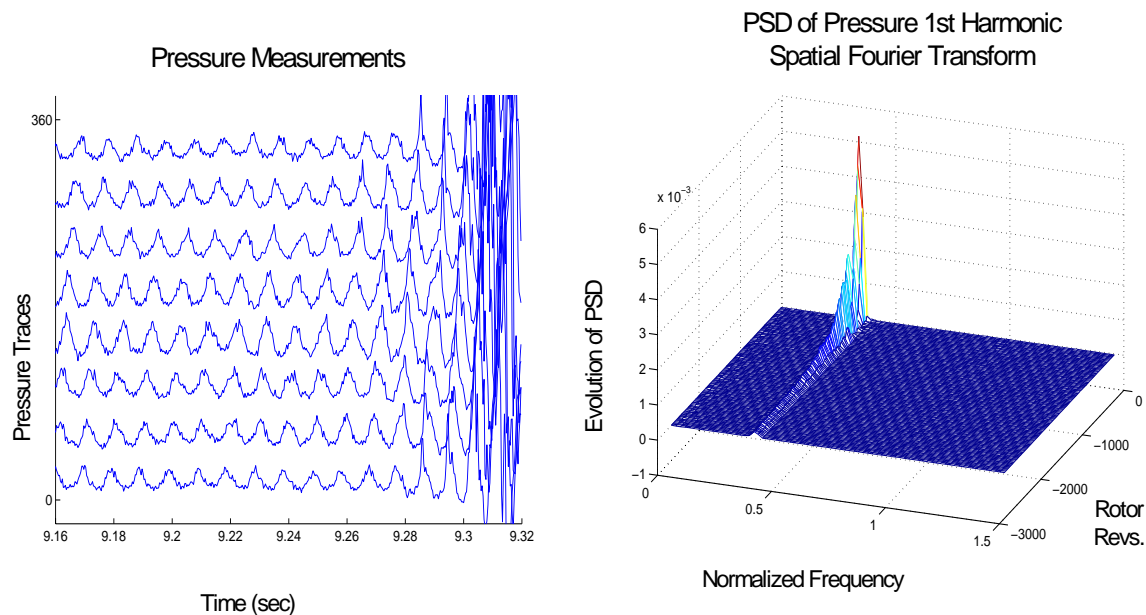 Pressure Measurements
360
0
Pressure Traces
9.16 9.18 9.2 9.22 9.24 9.26 9.28 9.3 9.32
Time (sec)
PSD of Pressure 1st Harmonic
Spatial Fourier Transform
x 10⁻³
6
5
4
3
2
1
0
−1
Evolution of PSD
0 0.5 1 1.5
Normalized Frequency
0
−1000
−2000
−3000
Rotor
Revs.